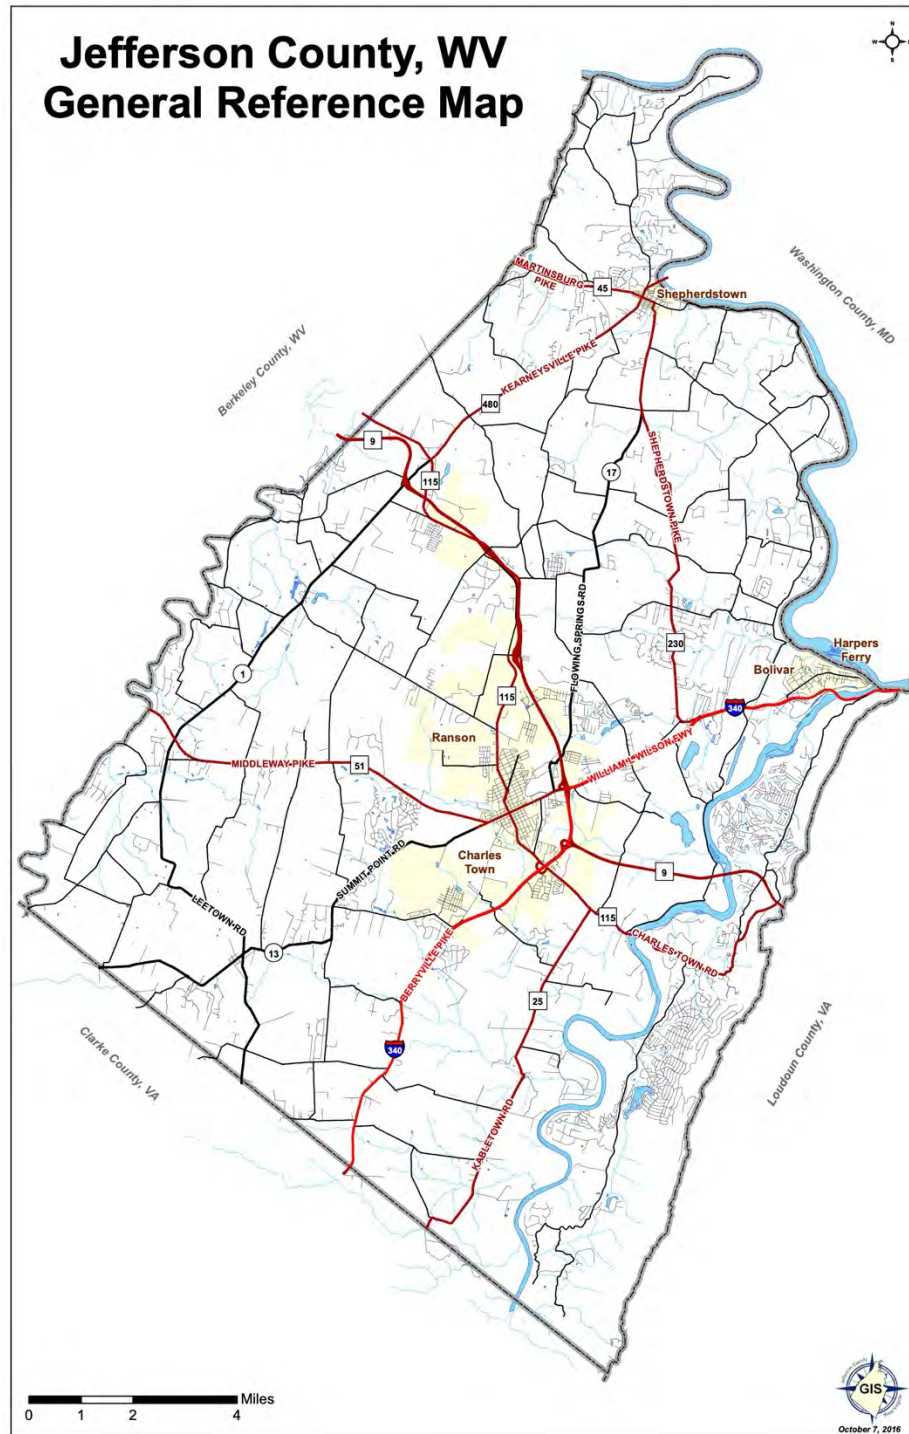 Jefferson County, WV
General Reference Map
N
W
S
Washington County, MD
MARTINSBURG
PIKE
45
Shepherdstown
Berkeley County, WV
KEARNEYSVILLE PIKE
480
9
115
17
SHEPHERDSTOWN PIKE
FLOWING SPRINGS RD
230
Harpers
Ferry
Bolivar
1
115
340
Ranson
WILLIAM L WILSON FWY
MIDDLEWAY PIKE
51
SUMMIT POINT RD
Charles
Town
9
LEETOWN RD
115
CHARLES TOWN RD
13
BERRYVILLE PIKE
25
340
Clarke County, VA
Loudoun County, VA
KABLETOWN RD
GIS
Miles
0 1 2 4
October 7, 2016